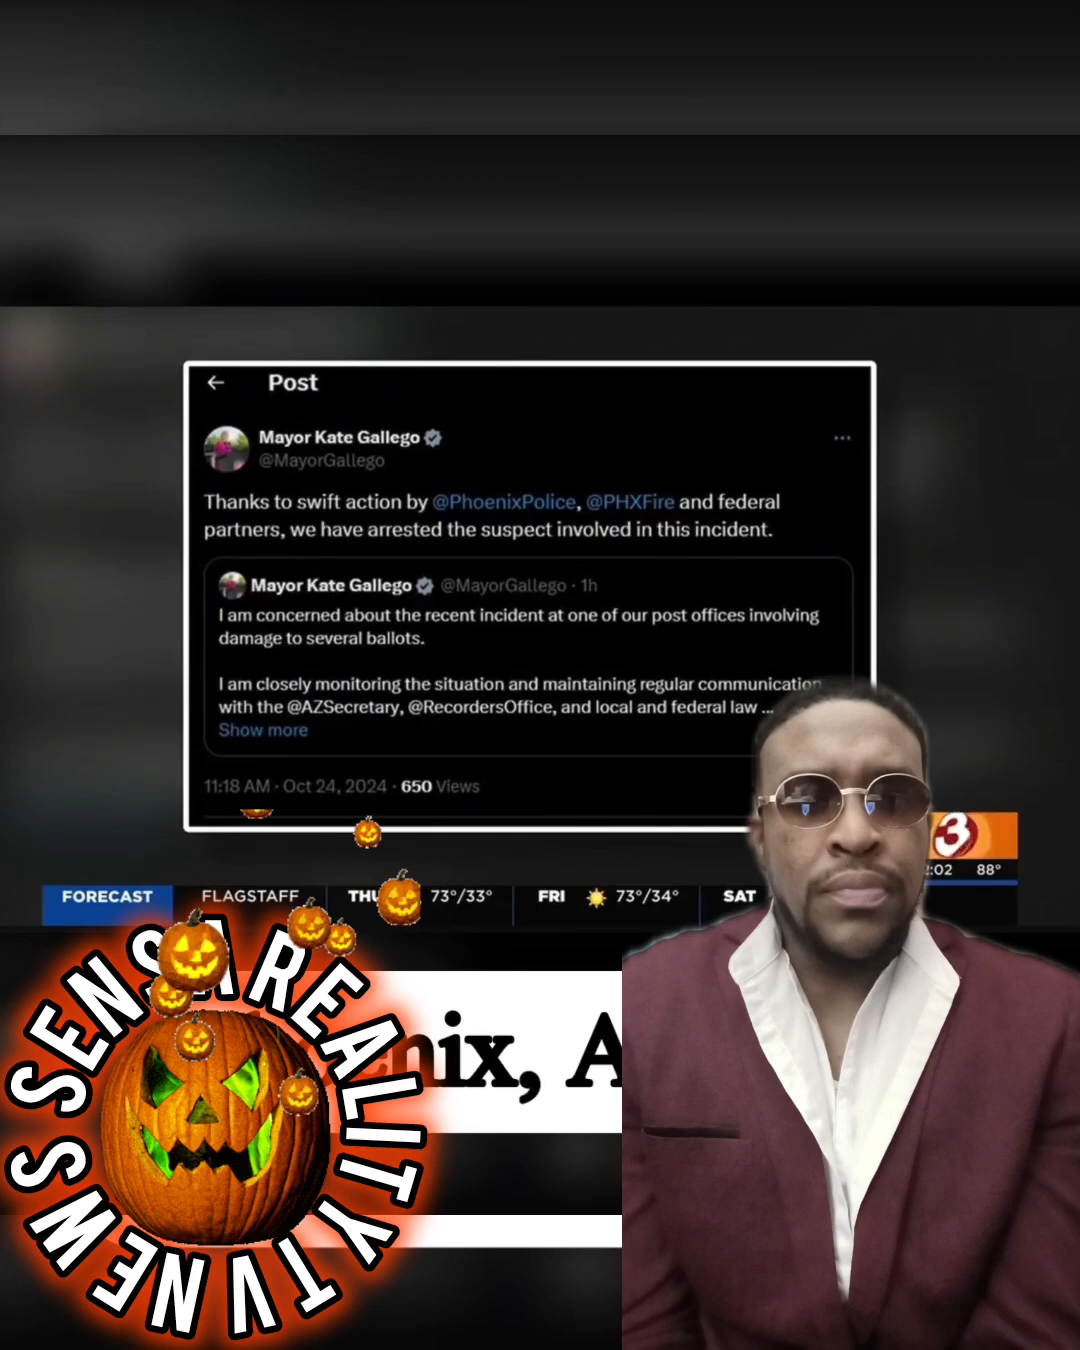 Post
Mayor Kate Gallego
@MayorGallego
Thanks to swift action by @PhoenixPolice, @PHXFire and federal
partners, we have arrested the suspect involved in this incident.
Mayor Kate Gallego @MayorGallego · 1h
I am concerned about the recent incident at one of our post offices involving
damage to several ballots.
I am closely monitoring the situation and maintaining regular communication
with the @AZSecretary, @RecordersOffice, and local and federal law ...
Show more
11:18 AM · Oct 24, 2024 · 650 Views
3
:02 88°
FORECAST FLAGSTAFF THU 73°/33° FRI 73°/34° SAT
enix, A
SENSAREALITYTVNEWS